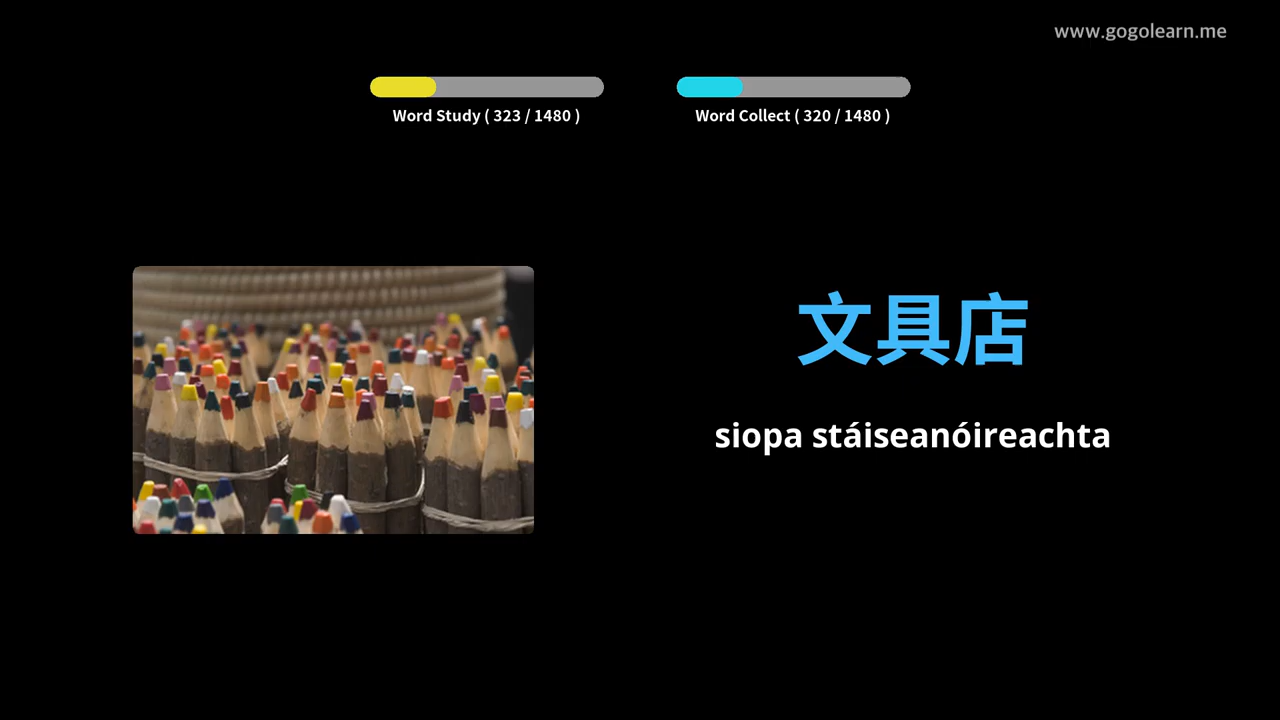 www.gogolearn.me
Word Study ( 323 / 1480 )
Word Collect ( 320 / 1480 )
文具店
siopa stáiseanóireachta